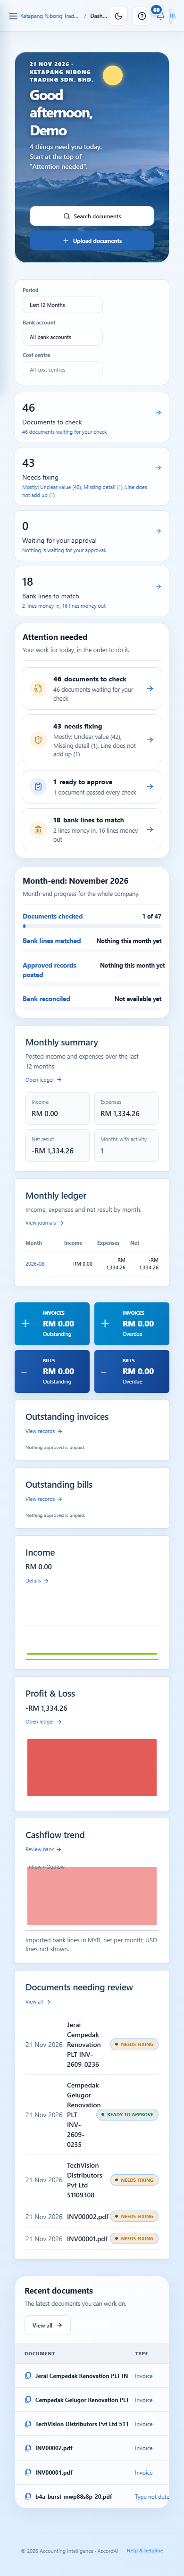 Ketapang Nibong Trad... / Dash...
68
EN
21 NOV 2026 ·
KETAPANG NIBONG
TRADING SDN. BHD.
Good
afternoon,
Demo
4 things need you today.
Start at the top of
"Attention needed".
Search documents
Upload documents
Period
Last 12 Months
Bank account
All bank accounts
Cost centre
All cost centres
46
Documents to check
46 documents waiting for your check
43
Needs fixing
Mostly: Unclear value (42), Missing detail (1), Line does
not add up (1)
0
Waiting for your approval
Nothing is waiting for your approval.
18
Bank lines to match
2 lines money in, 16 lines money out
Attention needed
Your work for today, in the order to do it.
46 documents to check
46 documents waiting for your
check
43 needs fixing
Mostly: Unclear value (42),
Missing detail (1), Line does not
add up (1)
1 ready to approve
1 document passed every check
18 bank lines to match
2 lines money in, 16 lines money
out
Month-end: November 2026
Month-end progress for the whole company.
Documents checked 1 of 47
Bank lines matched Nothing this month yet
Approved records
posted
Nothing this month yet
Bank reconciled Not available yet
Monthly summary
Posted income and expenses over the last
12 months.
Open ledger
Income
RM 0.00
Expenses
RM 1,334.26
Net result
-RM 1,334.26
Months with activity
1
Monthly ledger
Income, expenses and net result by month.
View journals
Month Income Expenses Net
2026-08 RM 0.00 RM
1,334.26
-RM
1,334.26
INVOICES
RM 0.00
Outstanding
INVOICES
RM 0.00
Overdue
BILLS
RM 0.00
Outstanding
BILLS
RM 0.00
Overdue
Outstanding invoices
View records
Nothing approved is unpaid.
Outstanding bills
View records
Nothing approved is unpaid.
Income
RM 0.00
Details
Profit & Loss
-RM 1,334.26
Open ledger
Cashflow trend
Review bank
Inflow • Outflow
Imported bank lines in MYR, net per month; USD
lines not shown.
Documents needing review
View all
21 Nov 2026
Jerai
Cempedak
Renovation
PLT INV-
2609-0236
NEEDS FIXING
21 Nov 2026
Cempedak
Gelugor
Renovation
PLT
INV-
2609-
0235
READY TO APPROVE
21 Nov 2026
TechVision
Distributors
Pvt Ltd
51109308
NEEDS FIXING
21 Nov 2026 INV00002.pdf NEEDS FIXING
21 Nov 2026 INV00001.pdf NEEDS FIXING
Recent documents
The latest documents you can work on.
View all
DOCUMENT TYPE
Jerai Cempedak Renovation PLT IN Invoice
Cempedak Gelugor Renovation PLT Invoice
TechVision Distributors Pvt Ltd 511 Invoice
INV00002.pdf Invoice
INV00001.pdf Invoice
b4a-burst-mwp88s8p-20.pdf Type not dete
© 2026 Accounting Intelligence · AccordAI Help & helpline